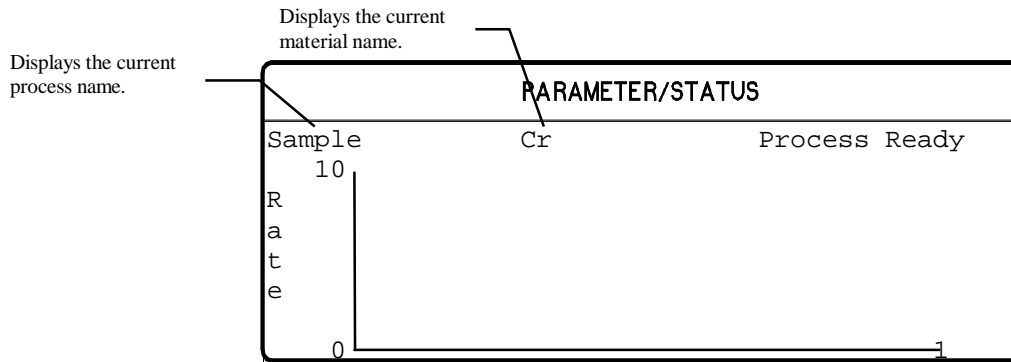 Displays the current
material name.
Displays the current
process name.
PARAMETER/STATUS
Sample Cr Process Ready
10
Rate
0
1